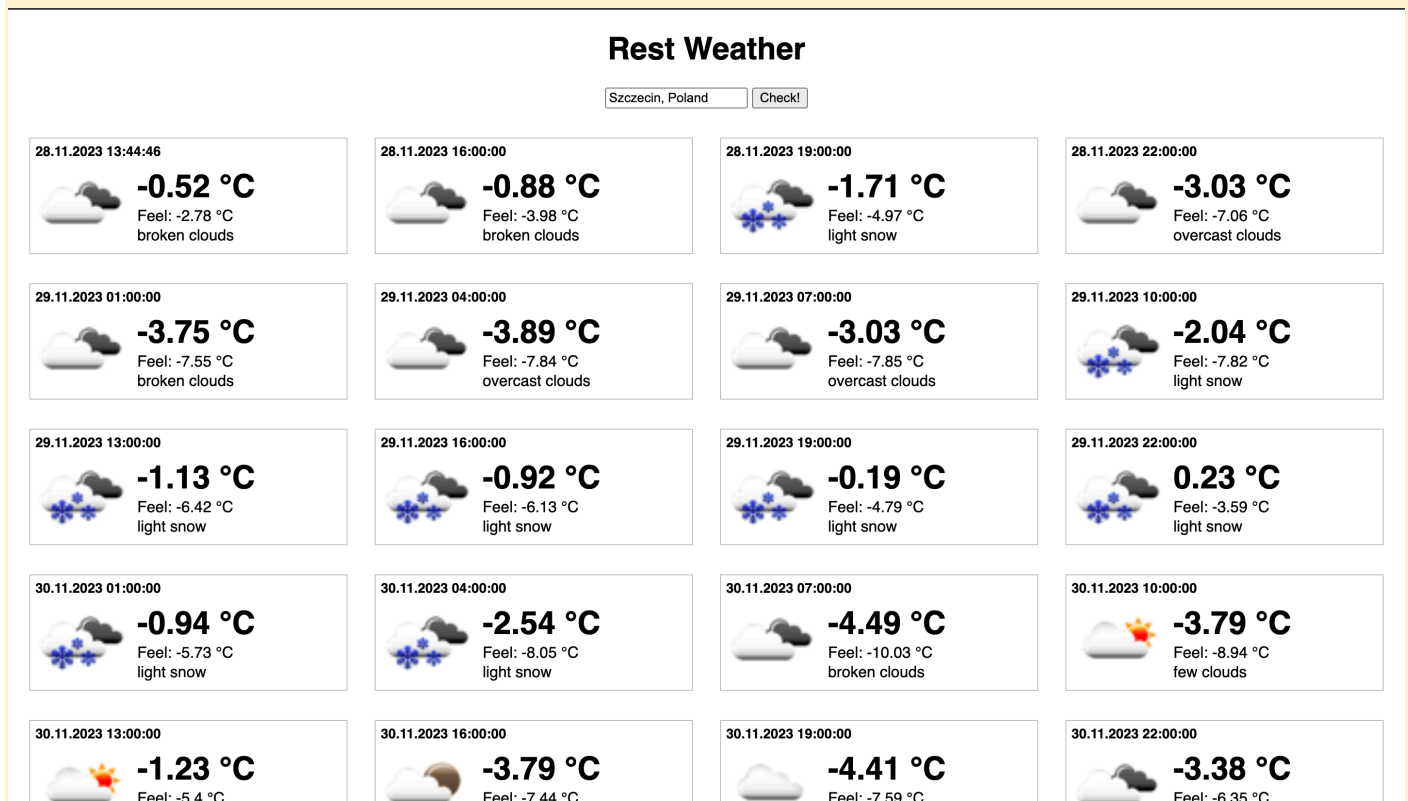 Rest Weather
Szczecin, Poland Check!
28.11.2023 13:44:46
-0.52 °C
Feel: -2.78 °C
broken clouds
28.11.2023 16:00:00
-0.88 °C
Feel: -3.98 °C
broken clouds
28.11.2023 19:00:00
-1.71 °C
Feel: -4.97 °C
light snow
28.11.2023 22:00:00
-3.03 °C
Feel: -7.06 °C
overcast clouds
29.11.2023 01:00:00
-3.75 °C
Feel: -7.55 °C
broken clouds
29.11.2023 04:00:00
-3.89 °C
Feel: -7.84 °C
overcast clouds
29.11.2023 07:00:00
-3.03 °C
Feel: -7.85 °C
overcast clouds
29.11.2023 10:00:00
-2.04 °C
Feel: -7.82 °C
light snow
29.11.2023 13:00:00
-1.13 °C
Feel: -6.42 °C
light snow
29.11.2023 16:00:00
-0.92 °C
Feel: -6.13 °C
light snow
29.11.2023 19:00:00
-0.19 °C
Feel: -4.79 °C
light snow
29.11.2023 22:00:00
0.23 °C
Feel: -3.59 °C
light snow
30.11.2023 01:00:00
-0.94 °C
Feel: -5.73 °C
light snow
30.11.2023 04:00:00
-2.54 °C
Feel: -8.05 °C
light snow
30.11.2023 07:00:00
-4.49 °C
Feel: -10.03 °C
broken clouds
30.11.2023 10:00:00
-3.79 °C
Feel: -8.94 °C
few clouds
30.11.2023 13:00:00
-1.23 °C
Feel: -5.4 °C
30.11.2023 16:00:00
-3.79 °C
Feel: -7.44 °C
30.11.2023 19:00:00
-4.41 °C
Feel: -7.59 °C
30.11.2023 22:00:00
-3.38 °C
Feel: -6.35 °C